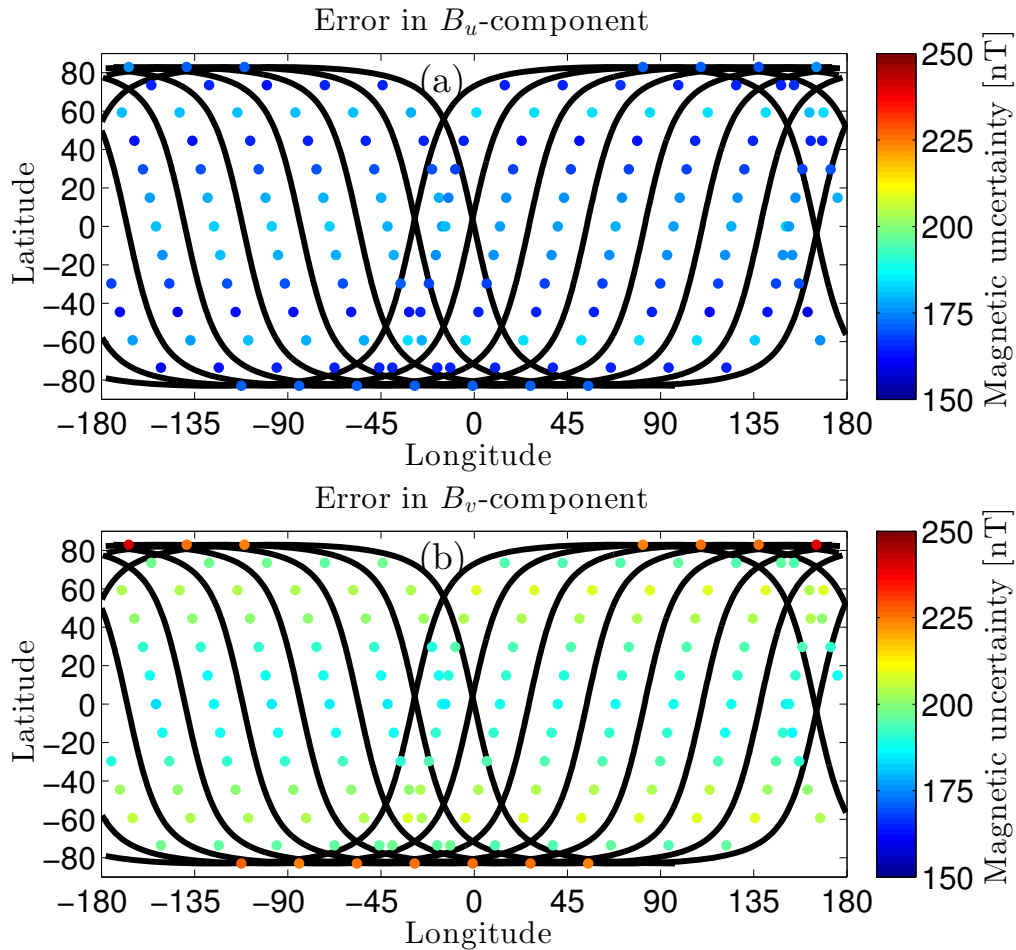 Error in B_u-component
(a)
Latitude
80
60
40
20
0
−20
−40
−60
−80
−180 −135 −90 −45 0 45 90 135 180
Longitude
250
225
200
175
150
Magnetic uncertainty [nT]
Error in B_v-component
(b)
Latitude
80
60
40
20
0
−20
−40
−60
−80
−180 −135 −90 −45 0 45 90 135 180
Longitude
250
225
200
175
150
Magnetic uncertainty [nT]